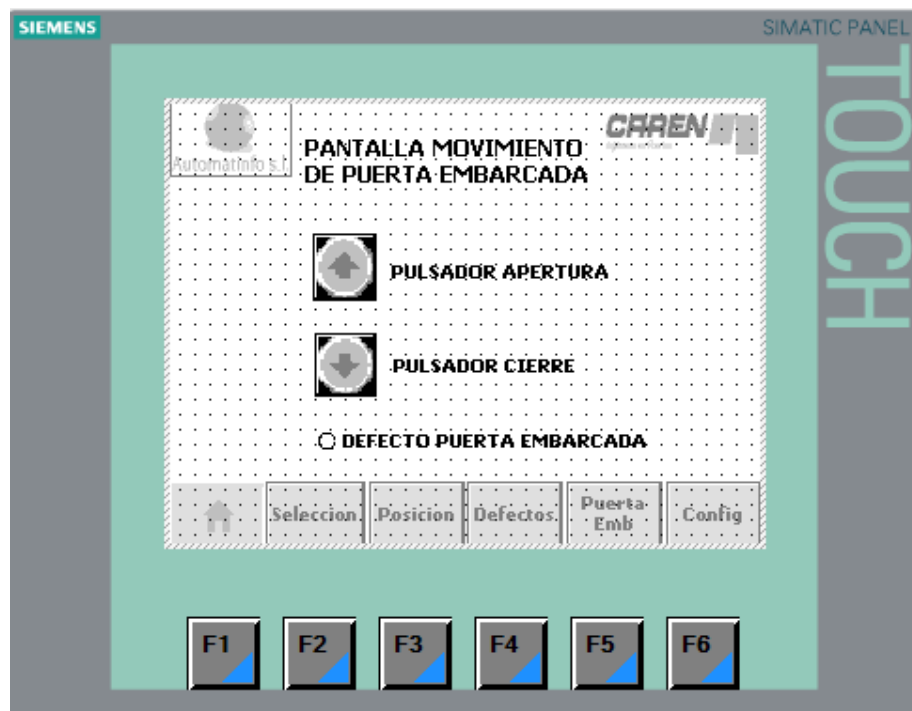 SIEMENS
SIMATIC PANEL
TOUCH
Automatinfo s.l.
CAREN
PANTALLA MOVIMIENTO
DE PUERTA EMBARCADA
PULSADOR APERTURA
PULSADOR CIERRE
DEFECTO PUERTA EMBARCADA
Seleccion
Posicion
Defectos
Puerta
Emb
Config
F1
F2
F3
F4
F5
F6